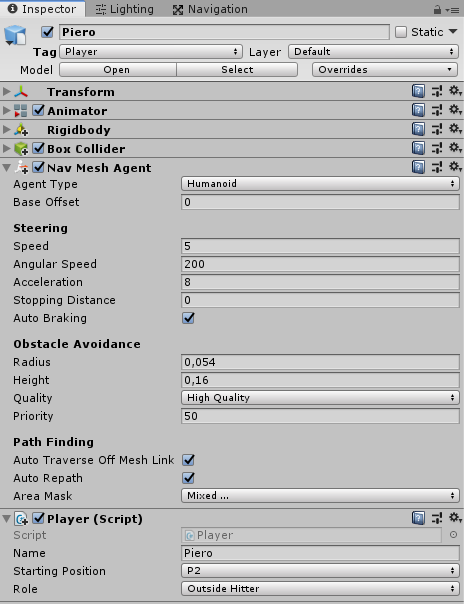 Inspector Lighting Navigation
Piero Static
Tag Player Layer Default
Model Open Select Overrides
Transform
Animator
Rigidbody
Box Collider
Nav Mesh Agent
Agent Type Humanoid
Base Offset 0
Steering
Speed 5
Angular Speed 200
Acceleration 8
Stopping Distance 0
Auto Braking
Obstacle Avoidance
Radius 0,054
Height 0,16
Quality High Quality
Priority 50
Path Finding
Auto Traverse Off Mesh Link
Auto Repath
Area Mask Mixed ...
Player (Script)
Script Player
Name Piero
Starting Position P2
Role Outside Hitter